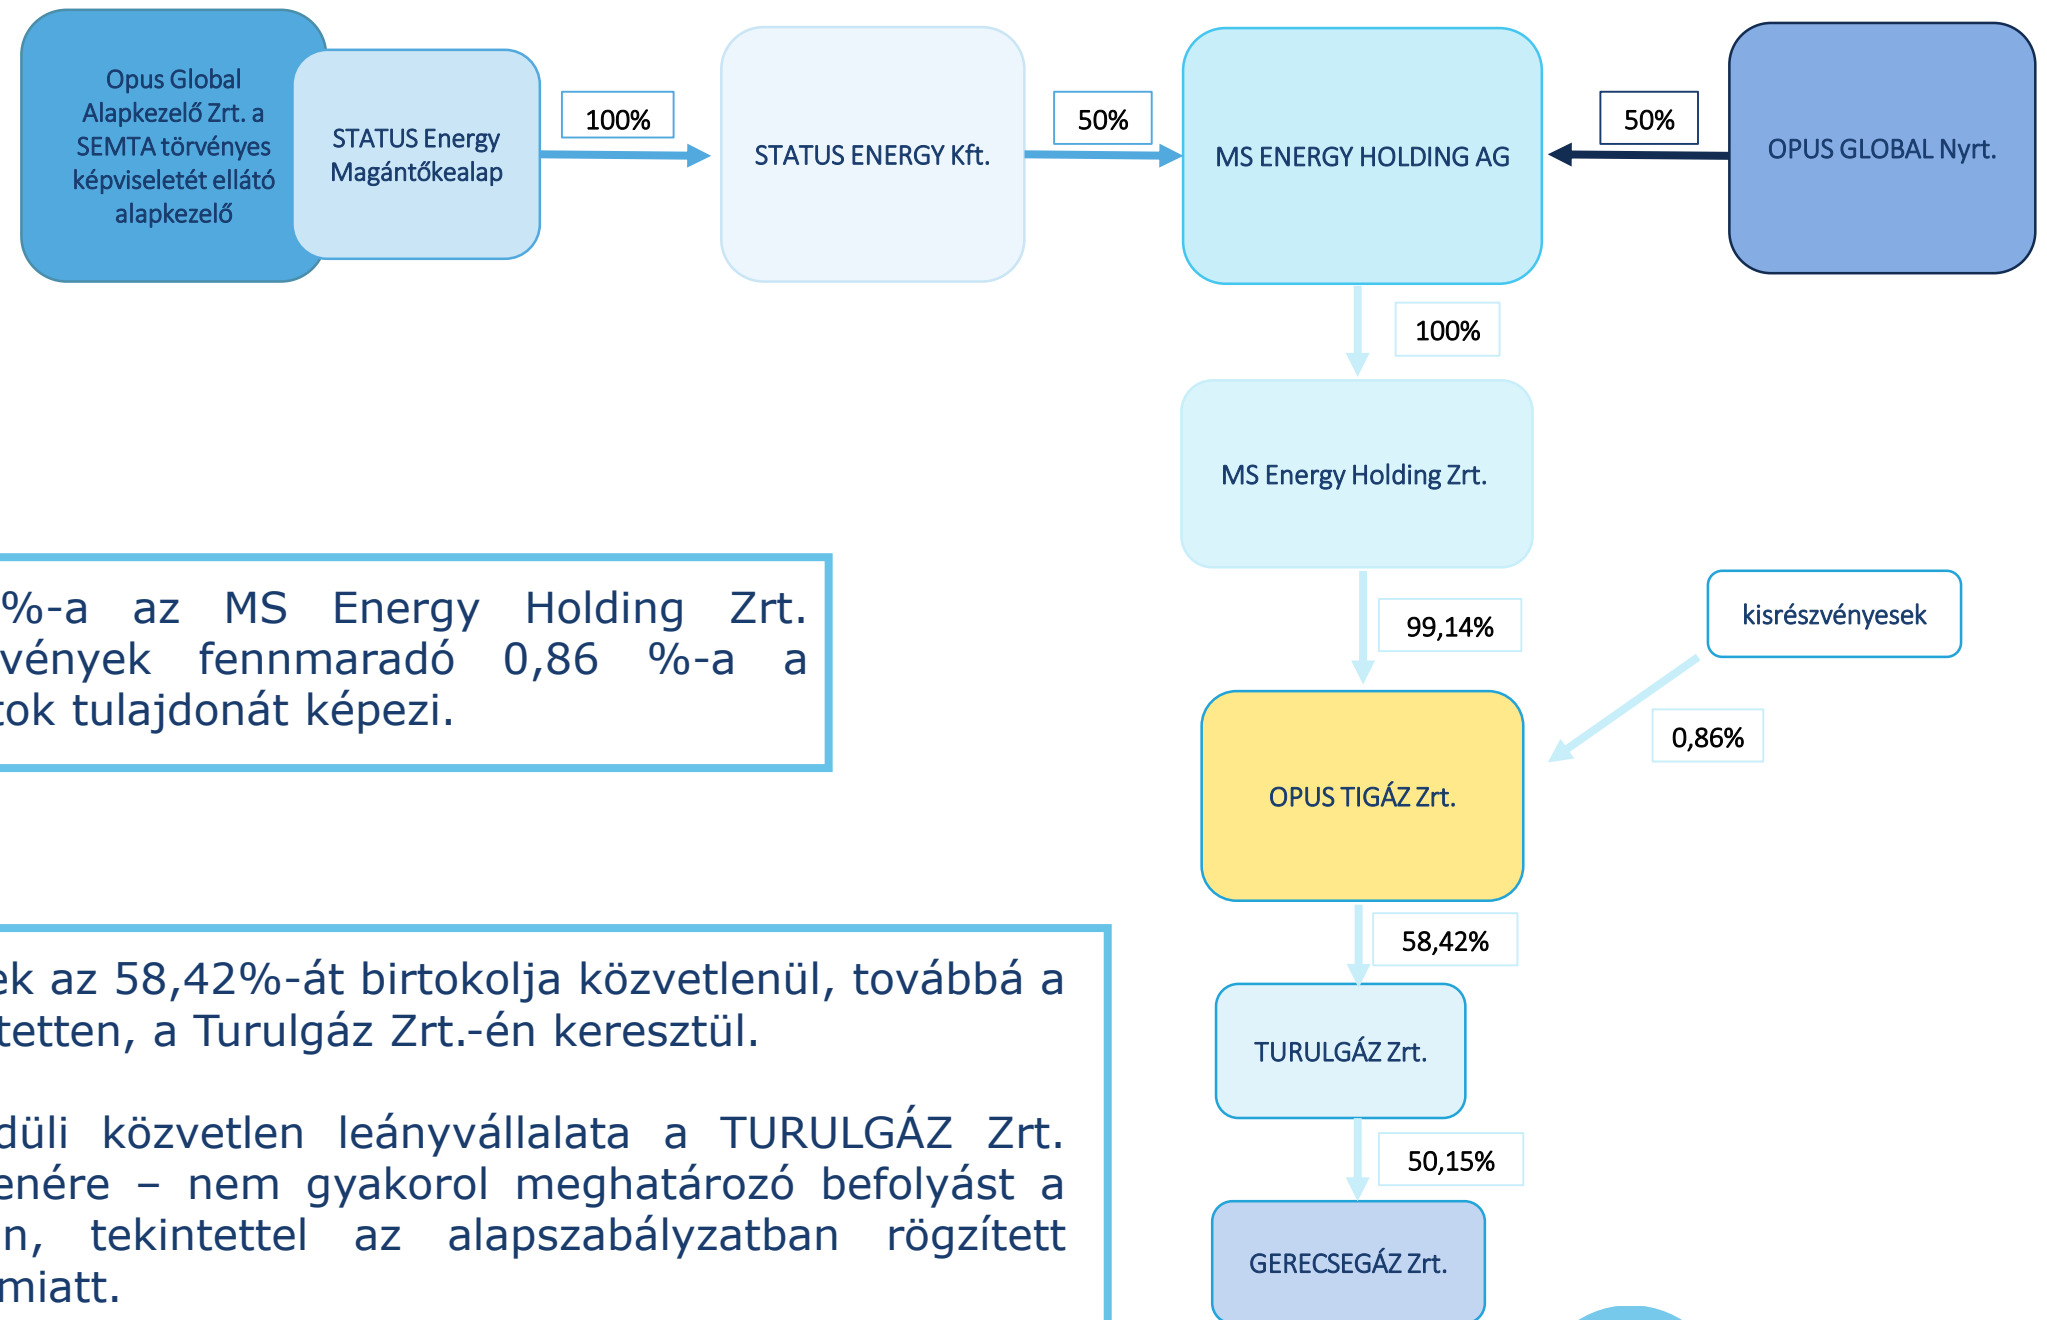 Opus Global
Alapkezelő Zrt. a
SEMTA törvényes
képviseletét ellátó
alapkezelő
STATUS Energy
Magántőkealap
100%
STATUS ENERGY Kft.
50%
MS ENERGY HOLDING AG
50%
OPUS GLOBAL Nyrt.
100%
MS Energy Holding Zrt.
99,14%
kisrészvényesek
0,86%
OPUS TIGÁZ Zrt.
58,42%
TURULGÁZ Zrt.
50,15%
GERECSEGÁZ Zrt.
%-a az MS Energy Holding Zrt.
vények fennmaradó 0,86 %-a a
tok tulajdonát képezi.
ek az 58,42%-át birtokolja közvetlenül, továbbá a
tetten, a Turulgáz Zrt.-én keresztül.
düli közvetlen leányvállalata a TURULGÁZ Zrt.
enére – nem gyakorol meghatározó befolyást a
n, tekintettel az alapszabályzatban rögzített
miatt.